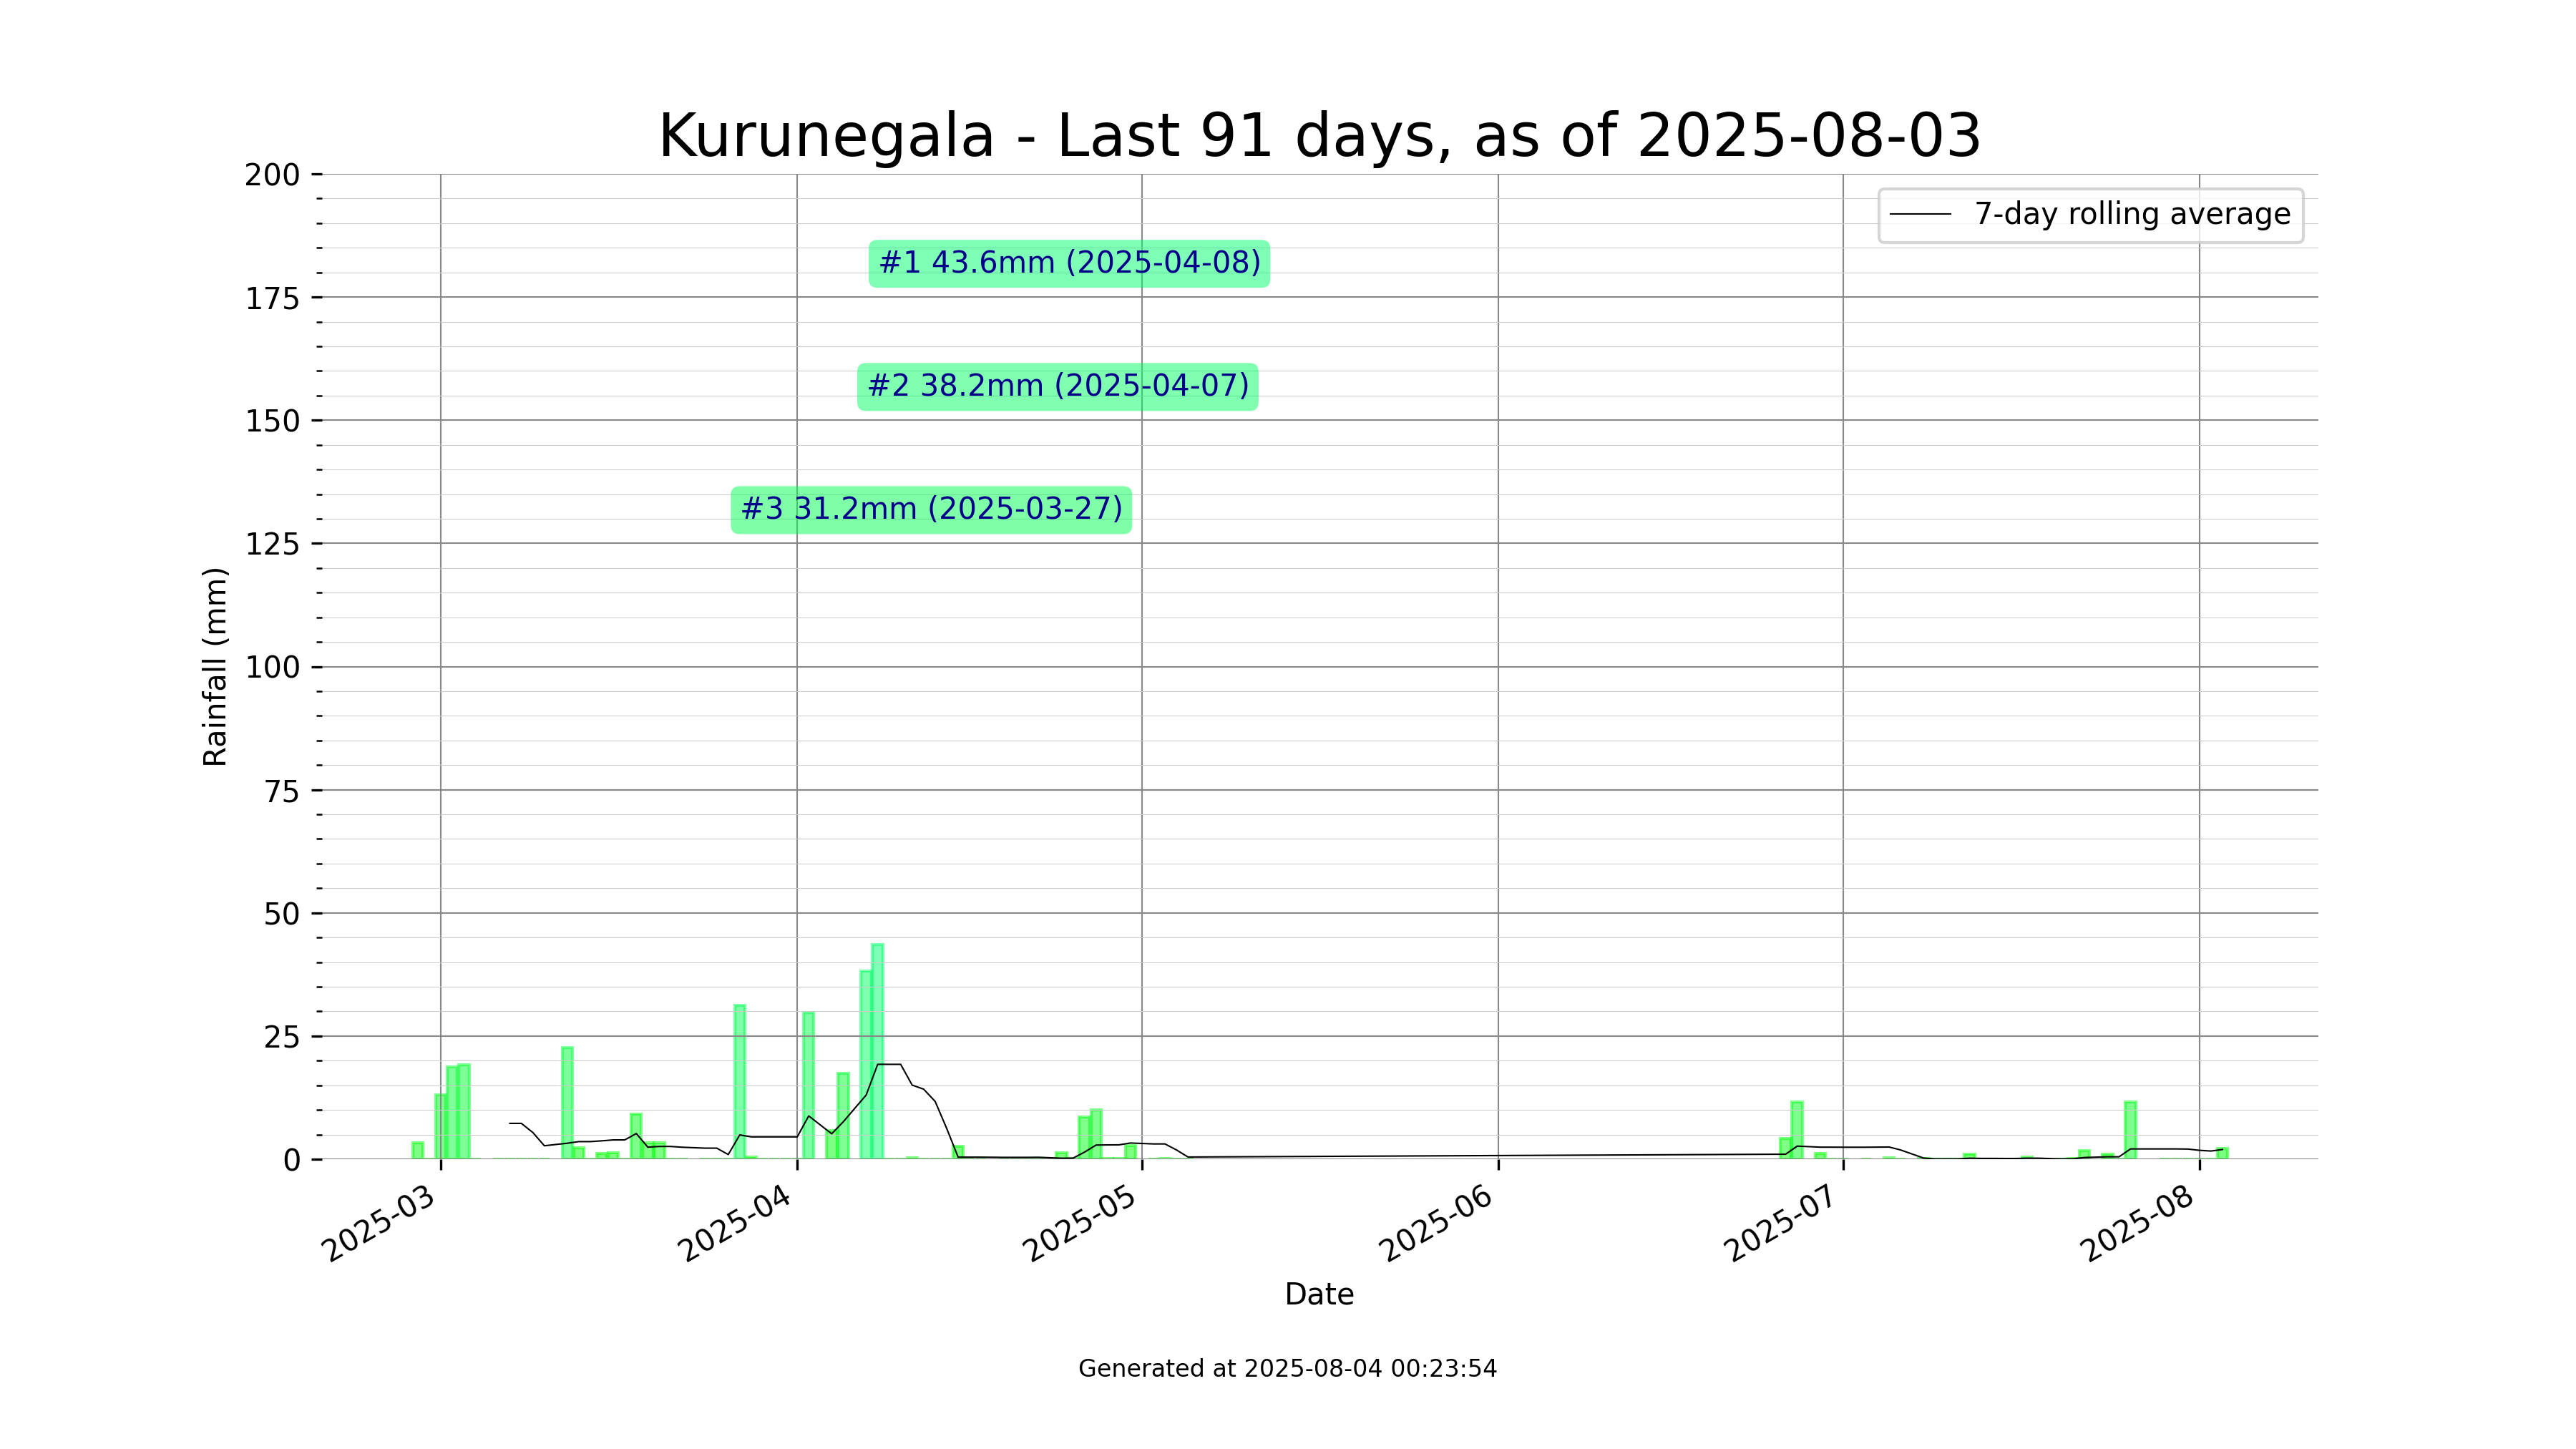 Kurunegala - Last 91 days, as of 2025-08-03
7-day rolling average
#1 43.6mm (2025-04-08)
#2 38.2mm (2025-04-07)
#3 31.2mm (2025-03-27)
Rainfall (mm)
200
175
150
125
100
75
50
25
0
2025-03
2025-04
2025-05
2025-06
2025-07
2025-08
Date
Generated at 2025-08-04 00:23:54